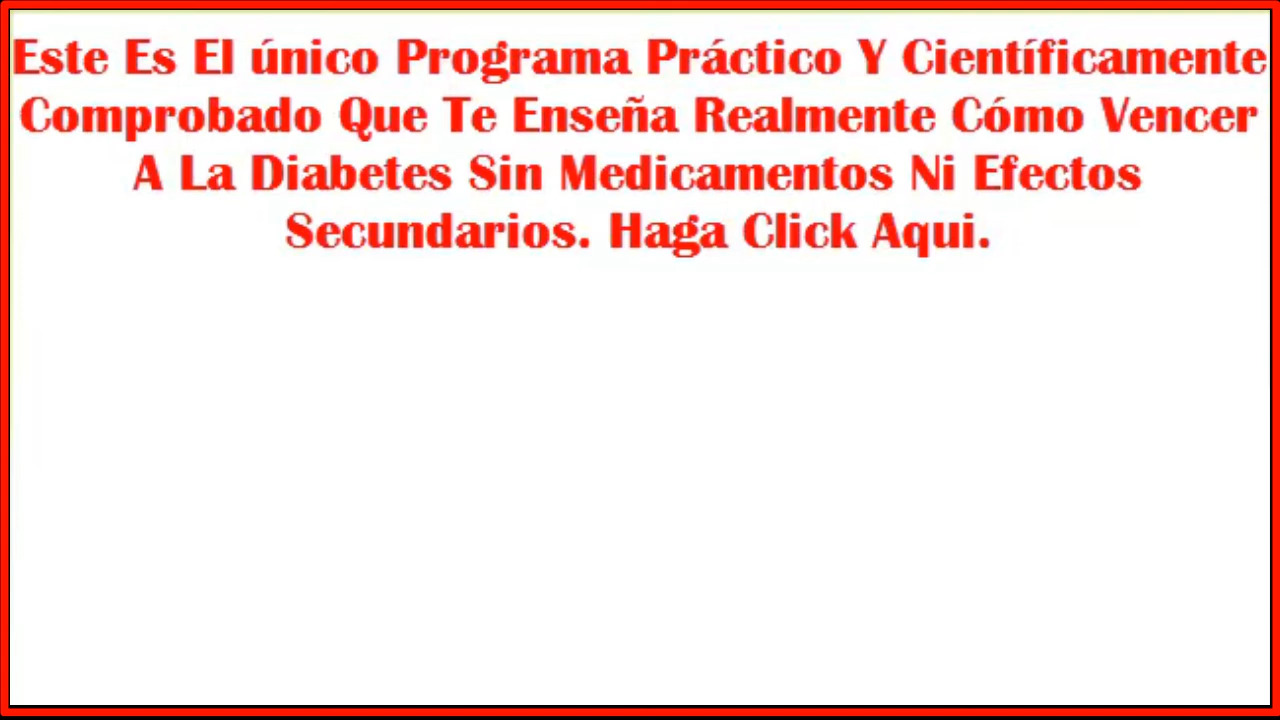 Este Es El único Programa Práctico Y Científicamente
Comprobado Que Te Enseña Realmente Cómo Vencer
A La Diabetes Sin Medicamentos Ni Efectos
Secundarios. Haga Click Aqui.